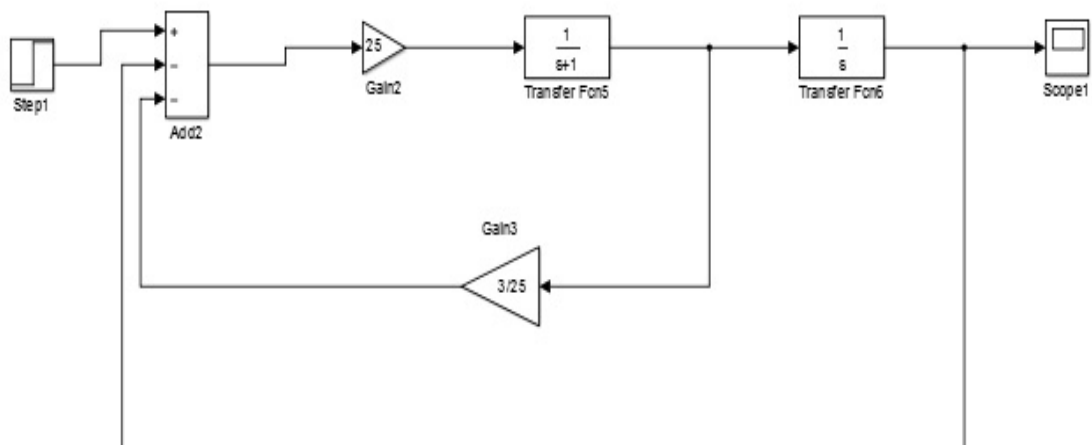 +
−
−
25
1
s+1
1
s
Step1
Add2
Gain2
Transfer Fcn5
Transfer Fcn6
Scope1
Gain3
3/25